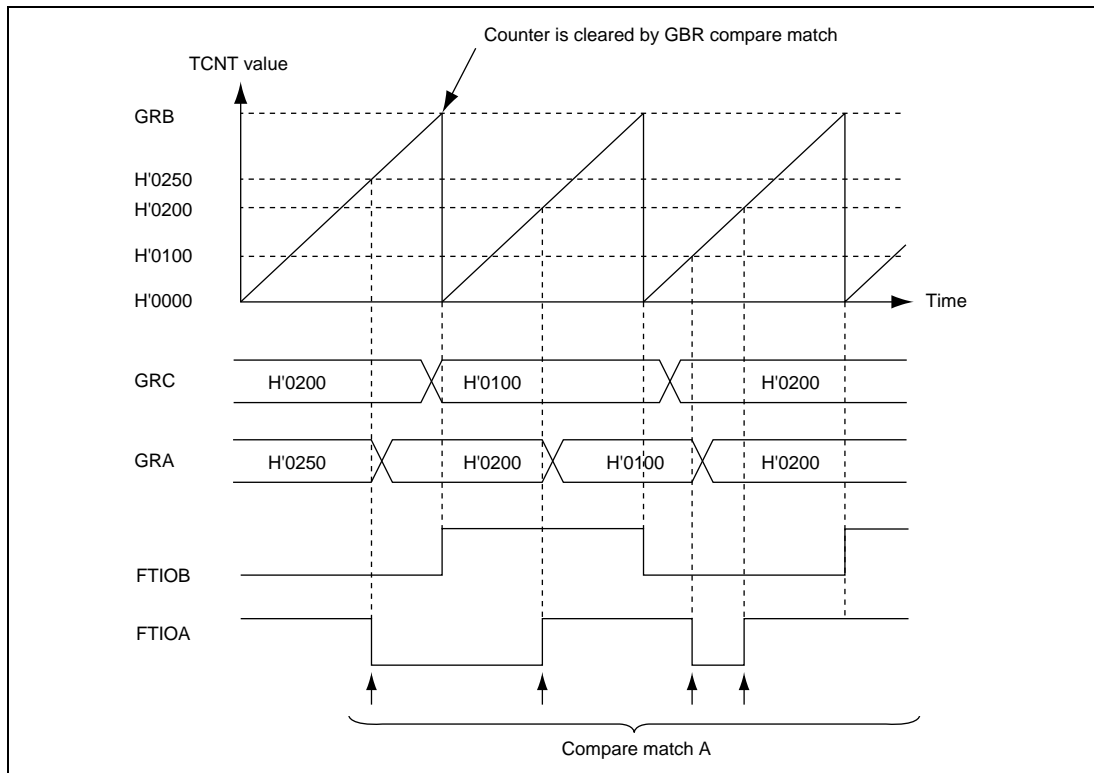 Counter is cleared by GBR compare match
TCNT value
GRB
H'0250
H'0200
H'0100
H'0000
Time
GRC
H'0200
H'0100
H'0200
GRA
H'0250
H'0200
H'0100
H'0200
FTIOB
FTIOA
Compare match A